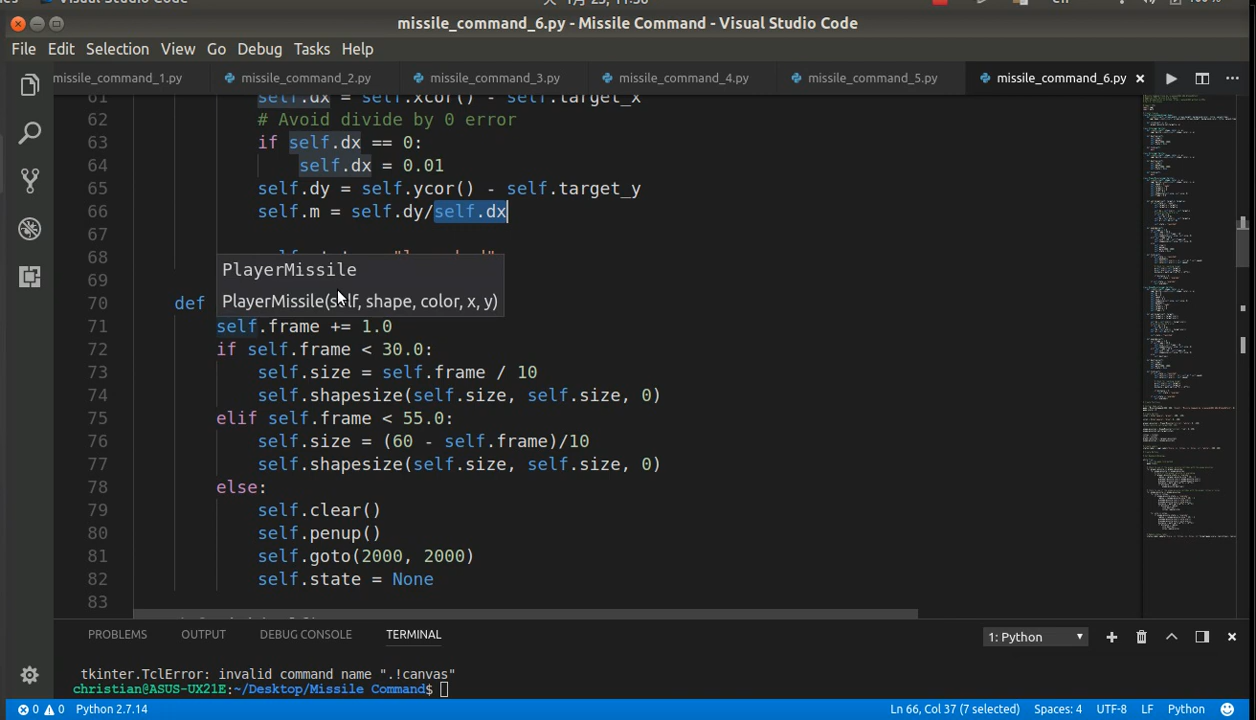 missile_command_6.py - Missile Command - Visual Studio Code
File Edit Selection View Go Debug Tasks Help
missile_command_1.py missile_command_2.py missile_command_3.py missile_command_4.py missile_command_5.py missile_command_6.py
61 self.dx = self.xcor() - self.target_x
62 # Avoid divide by 0 error
63 if self.dx == 0:
64 self.dx = 0.01
65 self.dy = self.ycor() - self.target_y
66 self.m = self.dy/self.dx
67
68
PlayerMissile
69
PlayerMissile(self, shape, color, x, y)
70 def
71 self.frame += 1.0
72 if self.frame < 30.0:
73 self.size = self.frame / 10
74 self.shapesize(self.size, self.size, 0)
75 elif self.frame < 55.0:
76 self.size = (60 - self.frame)/10
77 self.shapesize(self.size, self.size, 0)
78 else:
79 self.clear()
80 self.penup()
81 self.goto(2000, 2000)
82 self.state = None
83
PROBLEMS OUTPUT DEBUG CONSOLE TERMINAL 1: Python
tkinter.TclError: invalid command name ".!canvas"
christian@ASUS-UX21E:~/Desktop/Missile Command$
0 0 Python 2.7.14 Ln 66, Col 37 (7 selected) Spaces: 4 UTF-8 LF Python